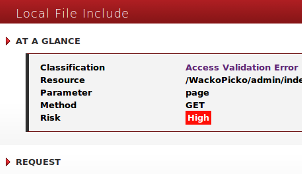 Local File Include
AT A GLANCE
Classification Access Validation Error
Resource /WackoPicko/admin/inde
Parameter page
Method GET
Risk High
REQUEST